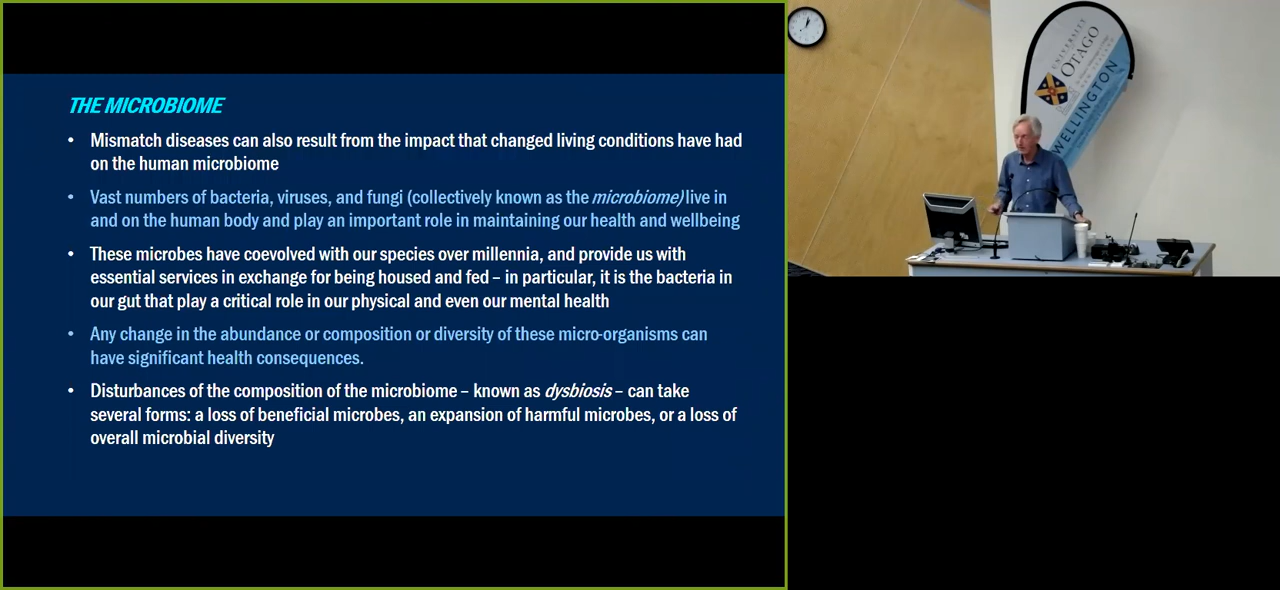 THE MICROBIOME
• Mismatch diseases can also result from the impact that changed living conditions have had
on the human microbiome
• Vast numbers of bacteria, viruses, and fungi (collectively known as the microbiome) live in
and on the human body and play an important role in maintaining our health and wellbeing
• These microbes have coevolved with our species over millennia, and provide us with
essential services in exchange for being housed and fed – in particular, it is the bacteria in
our gut that play a critical role in our physical and even our mental health
• Any change in the abundance or composition or diversity of these micro-organisms can
have significant health consequences.
• Disturbances of the composition of the microbiome – known as dysbiosis – can take
several forms: a loss of beneficial microbes, an expansion of harmful microbes, or a loss of
overall microbial diversity
UNIVERSITY
OTAGO
WELLINGTON